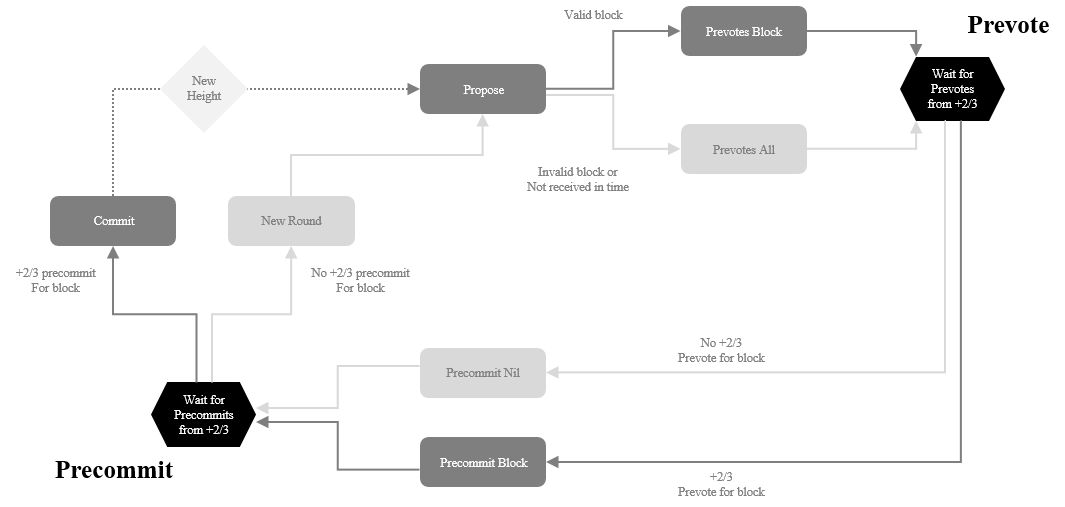 Valid block
Prevotes Block
Prevote
Wait for
Prevotes
from +2/3
New
Height
Propose
Prevotes All
Invalid block or
Not received in time
Commit
New Round
+2/3 precommit
For block
No +2/3 precommit
For block
No +2/3
Prevote for block
Precommit Nil
Wait for
Precommits
from +2/3
Precommit
Precommit Block
+2/3
Prevote for block